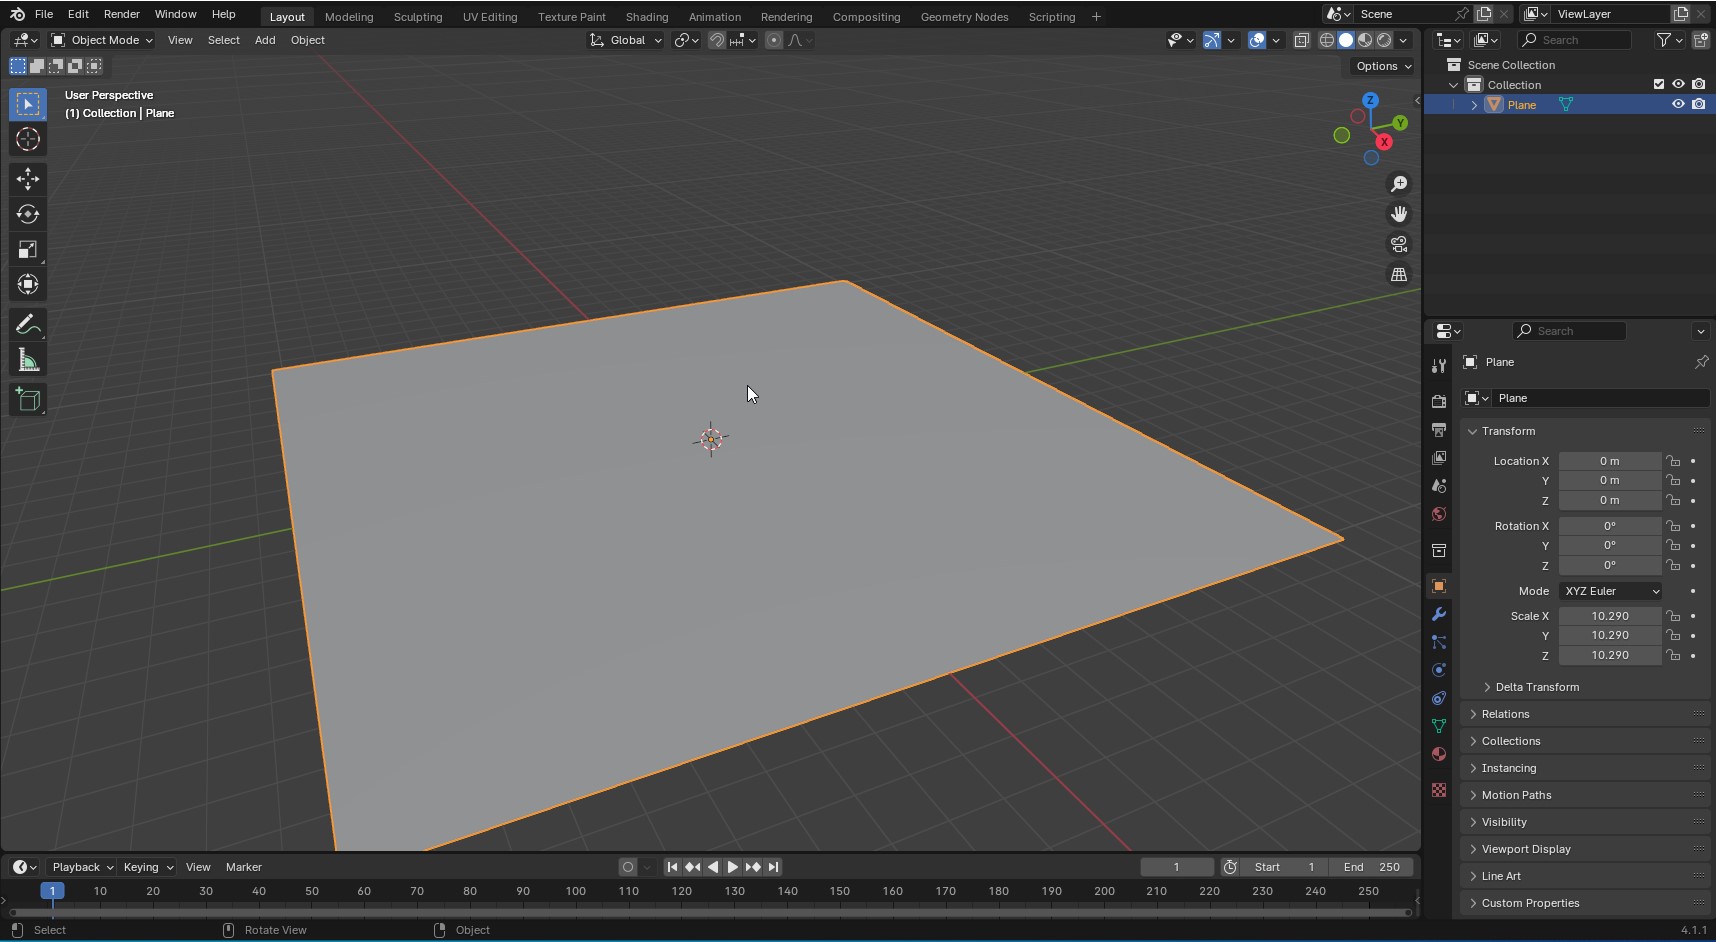 File Edit Render Window Help Layout Modeling Sculpting UV Editing Texture Paint Shading Animation Rendering Compositing Geometry Nodes Scripting + Scene ViewLayer
Object Mode View Select Add Object Global Search
Options
User Perspective
(1) Collection | Plane
Z
Y
X
Scene Collection
Collection
Plane
Search
Plane
Plane
Transform
Location X 0 m
Y 0 m
Z 0 m
Rotation X 0°
Y 0°
Z 0°
Mode XYZ Euler
Scale X 10.290
Y 10.290
Z 10.290
Delta Transform
Relations
Collections
Instancing
Motion Paths
Visibility
Viewport Display
Line Art
Custom Properties
Playback Keying View Marker 1 Start 1 End 250
1 10 20 30 40 50 60 70 80 90 100 110 120 130 140 150 160 170 180 190 200 210 220 230 240 250
Select Rotate View Object 4.1.1